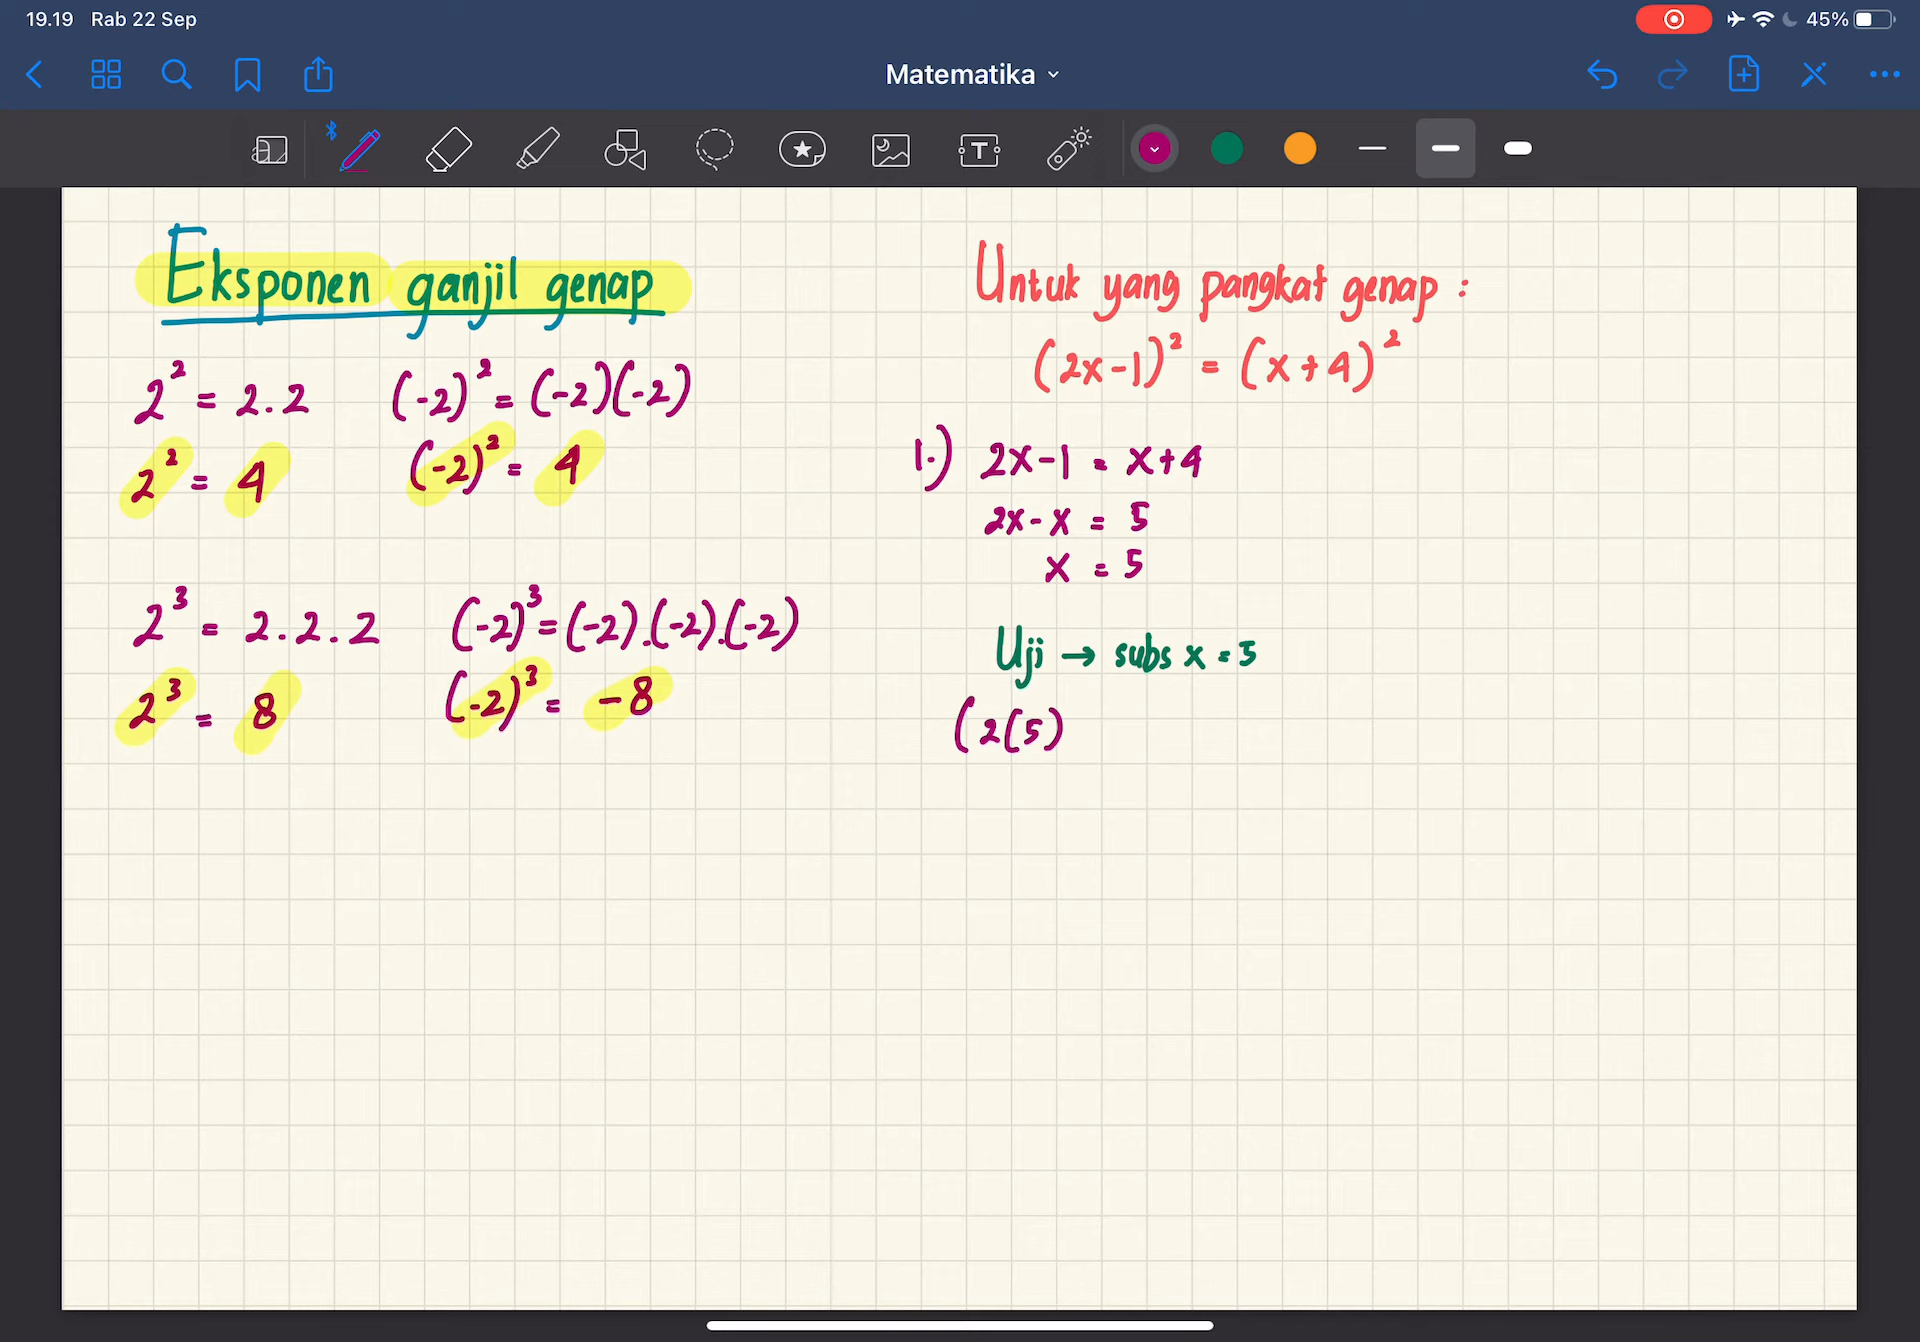 19.19 Rab 22 Sep
45%
Matematika
Eksponen ganjil genap
2² = 2.2
(-2)² = (-2)(-2)
2² = 4
(-2)² = 4
2³ = 2.2.2
(-2)³ = (-2).(-2).(-2)
2³ = 8
(-2)³ = -8
Untuk yang pangkat genap :
(2x-1)² = (x+4)²
1.) 2x-1 = x+4
2x-x = 5
x = 5
Uji → subs x = 5
(2(5)